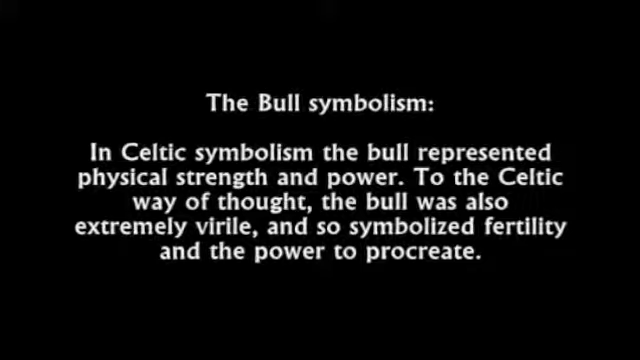 The Bull symbolism:
In Celtic symbolism the bull represented
physical strength and power. To the Celtic
way of thought, the bull was also
extremely virile, and so symbolized fertility
and the power to procreate.